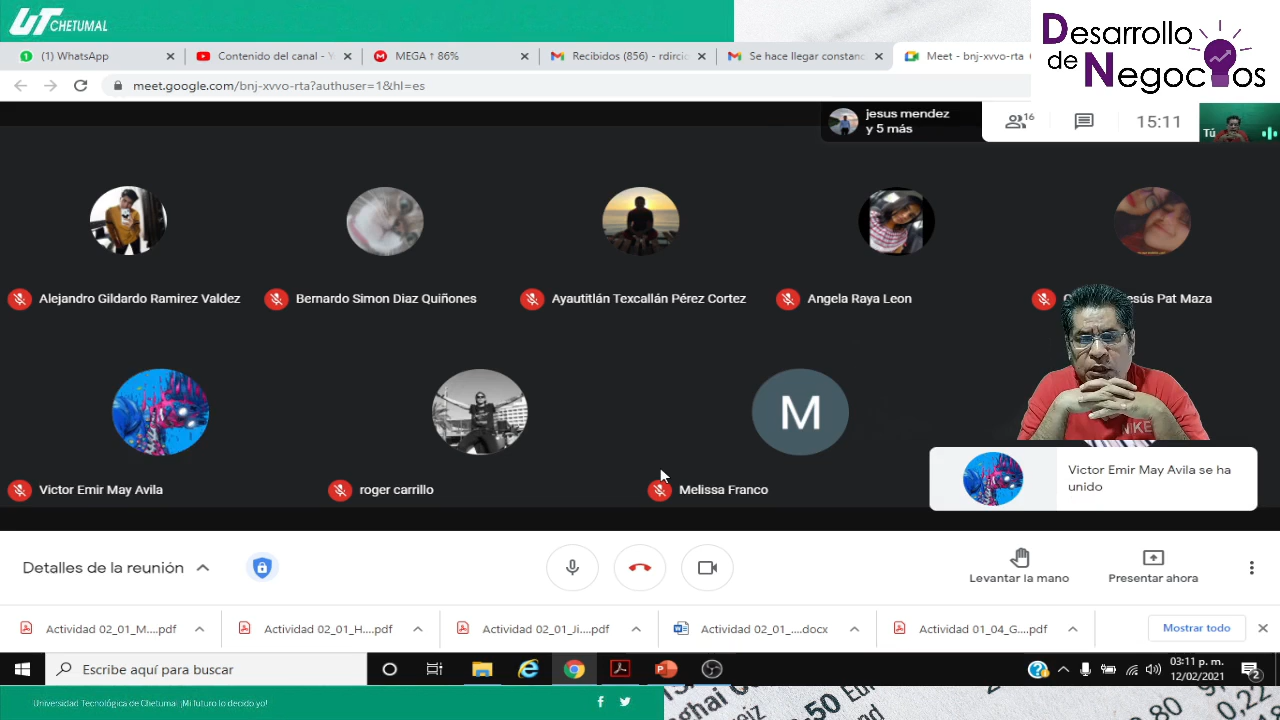 UT CHETUMAL
(1) WhatsApp
Contenido del canal - Y
MEGA ↑ 86%
Recibidos (856) - rdirci
Se hace llegar constanc
Meet - bnj-xvvo-rta
Desarrollo
de Negocios
meet.google.com/bnj-xvvo-rta?authuser=1&hl=es
jesus mendez
y 5 más
16
15:11
Tú
Alejandro Gildardo Ramirez Valdez
Bernardo Simon Diaz Quiñones
Ayautitlán Texcallán Pérez Cortez
Angela Raya Leon
esús Pat Maza
M
NIKE
Victor Emir May Avila
roger carrillo
Melissa Franco
Victor Emir May Avila se ha
unido
Detalles de la reunión
Levantar la mano
Presentar ahora
Actividad 02_01_M....pdf
Actividad 02_01_H....pdf
Actividad 02_01_Ji....pdf
Actividad 02_01_....docx
Actividad 01_04_G....pdf
Mostrar todo
Escribe aquí para buscar
03:11 p. m.
12/02/2021
2
Universidad Tecnológica de Chetumal ¡Mi futuro lo decido yo!